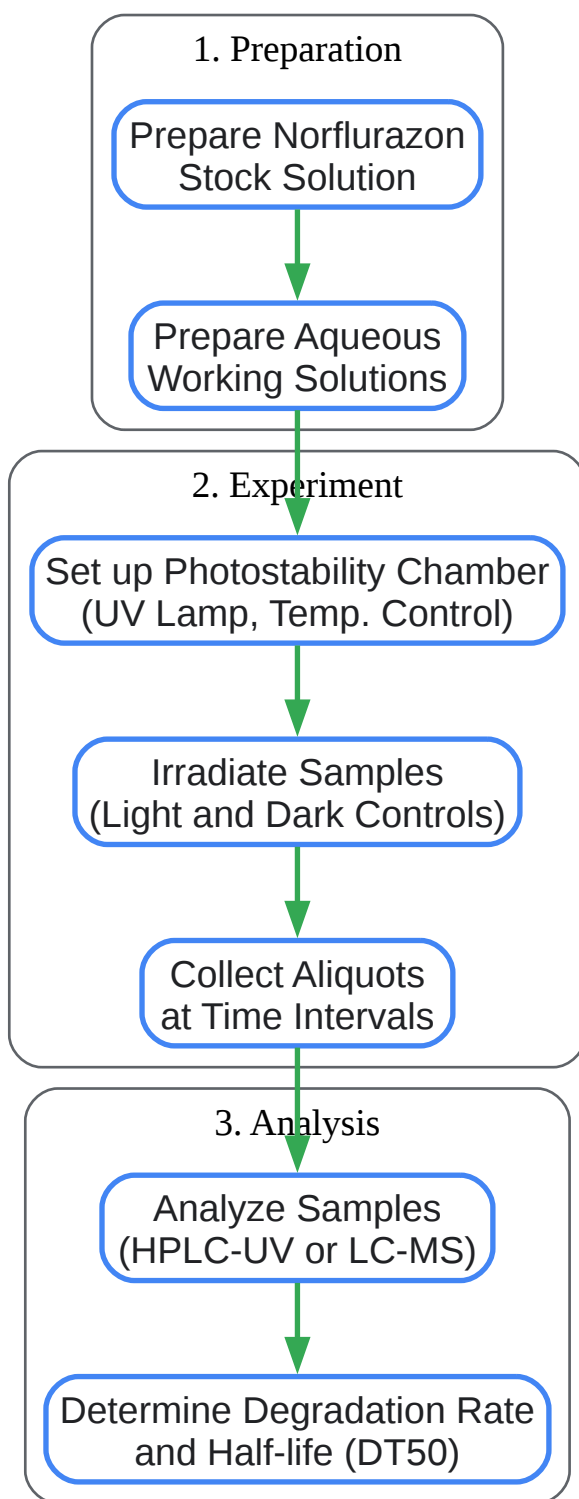 1. Preparation
Prepare Norflurazon
Stock Solution
Prepare Aqueous
Working Solutions
2. Experiment
Set up Photostability Chamber
(UV Lamp, Temp. Control)
Irradiate Samples
(Light and Dark Controls)
Collect Aliquots
at Time Intervals
3. Analysis
Analyze Samples
(HPLC-UV or LC-MS)
Determine Degradation Rate
and Half-life (DT50)